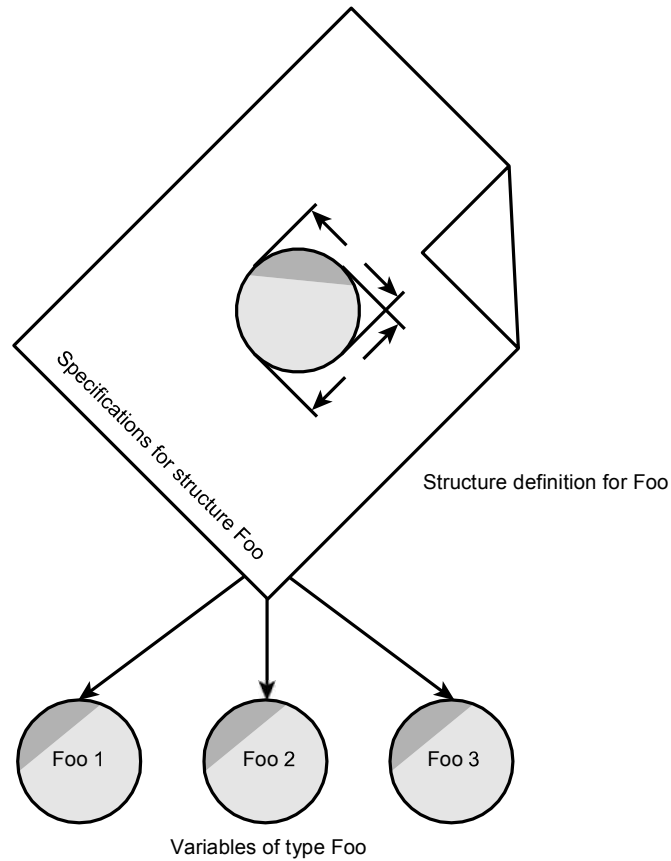 Specifications for structure Foo
Structure definition for Foo
Foo 1
Foo 2
Foo 3
Variables of type Foo